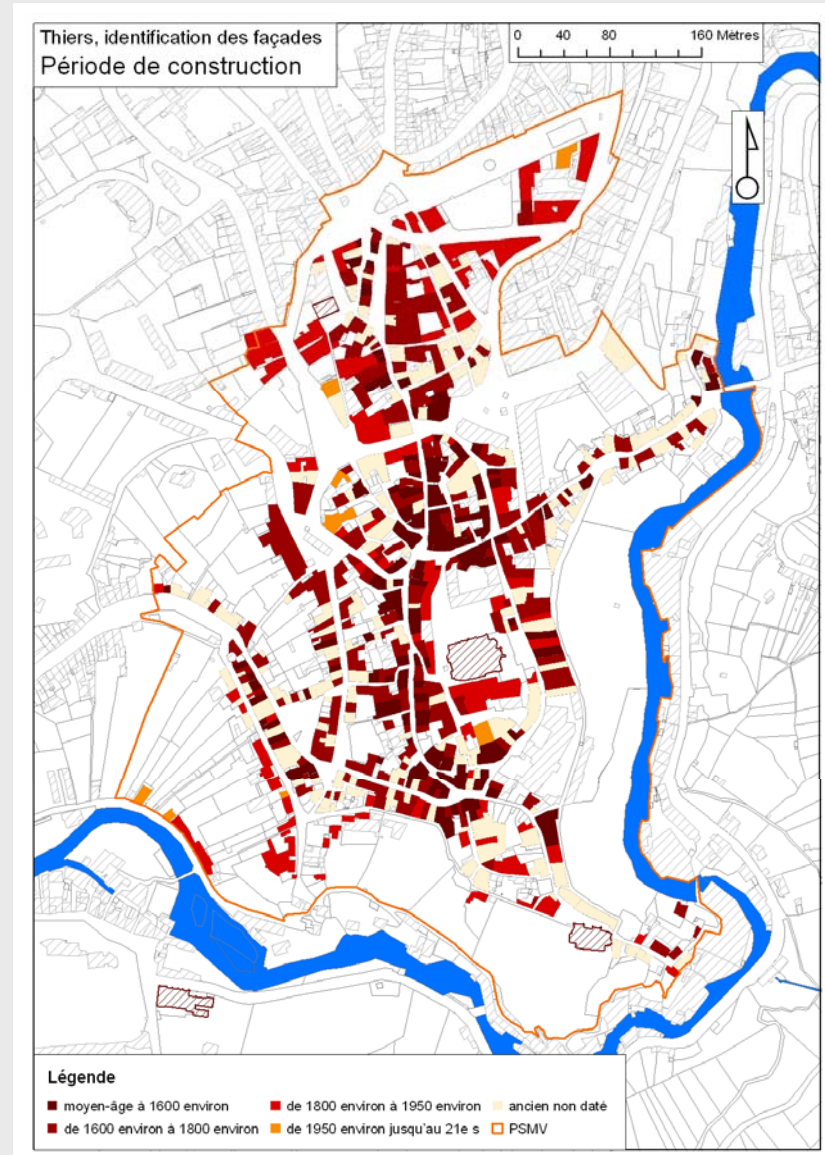 Thiers, identification des façades
Période de construction
0 40 80 160 Mètres
Légende
moyen-âge à 1600 environ
de 1600 environ à 1800 environ
de 1800 environ à 1950 environ
de 1950 environ jusqu'au 21e s
ancien non daté
PSMV